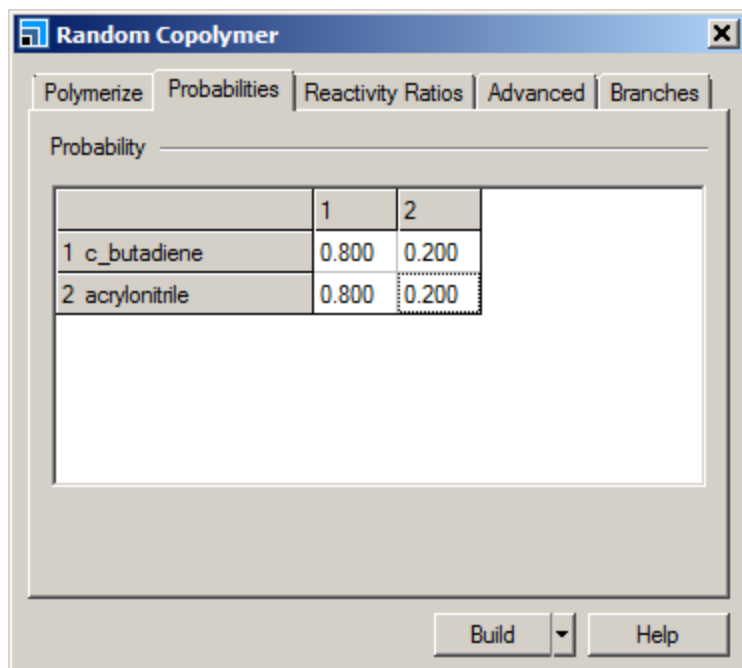 Random Copolymer
Polymerize Probabilities Reactivity Ratios Advanced Branches
Probability
1 2
1 c_butadiene 0.800 0.200
2 acrylonitrile 0.800 0.200
Build Help